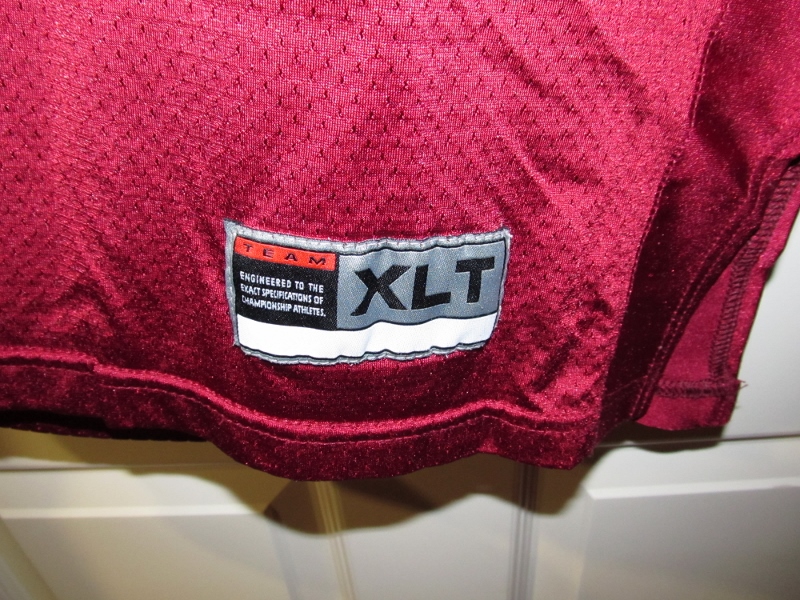 TEAM
ENGINEERED TO THE
EXACT SPECIFICATIONS OF
CHAMPIONSHIP ATHLETES.
XLT